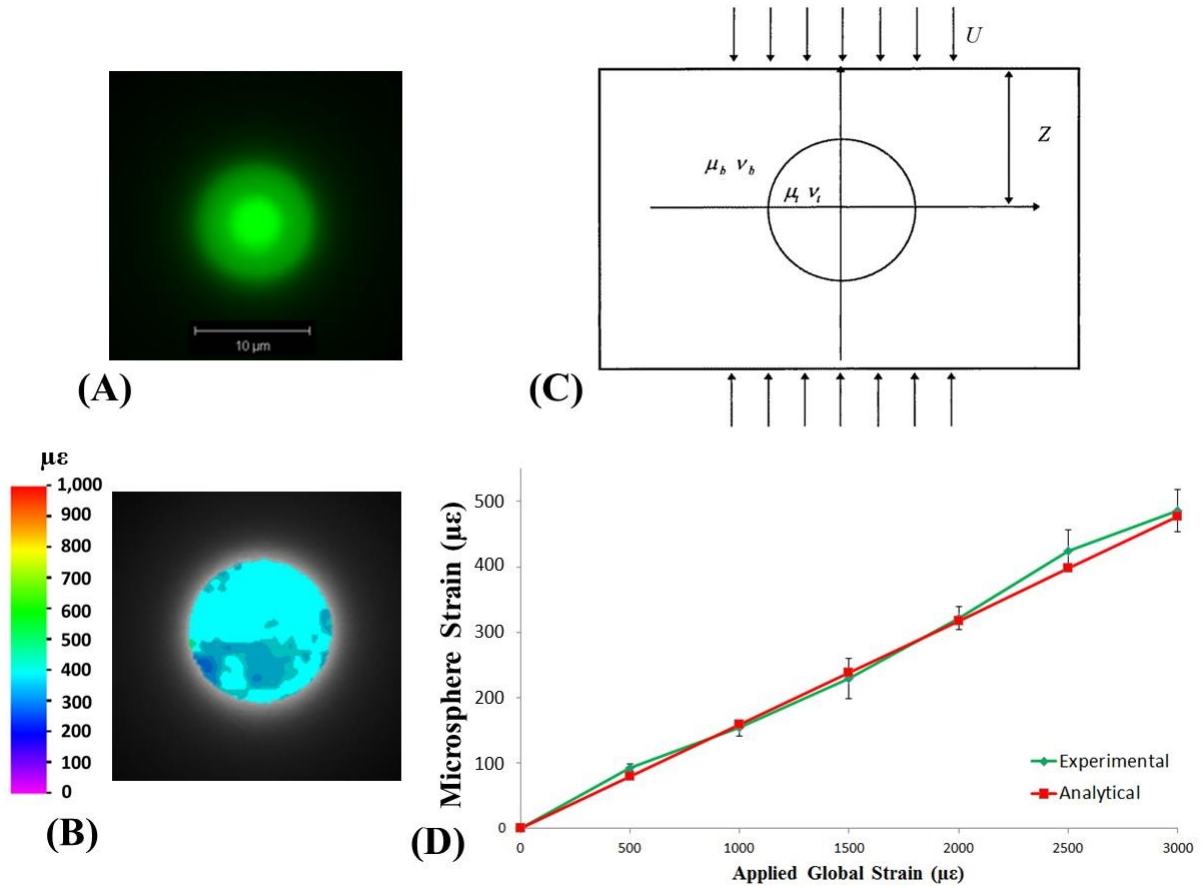 10 µm
(A)
U
Z
μb νb
μt νt
(C)
µε
1,000
900
800
700
600
500
400
300
200
100
0
(B)
Microsphere Strain (µε)
500
400
300
200
100
0
Experimental
Analytical
0 500 1000 1500 2000 2500 3000
Applied Global Strain (µε)
(D)